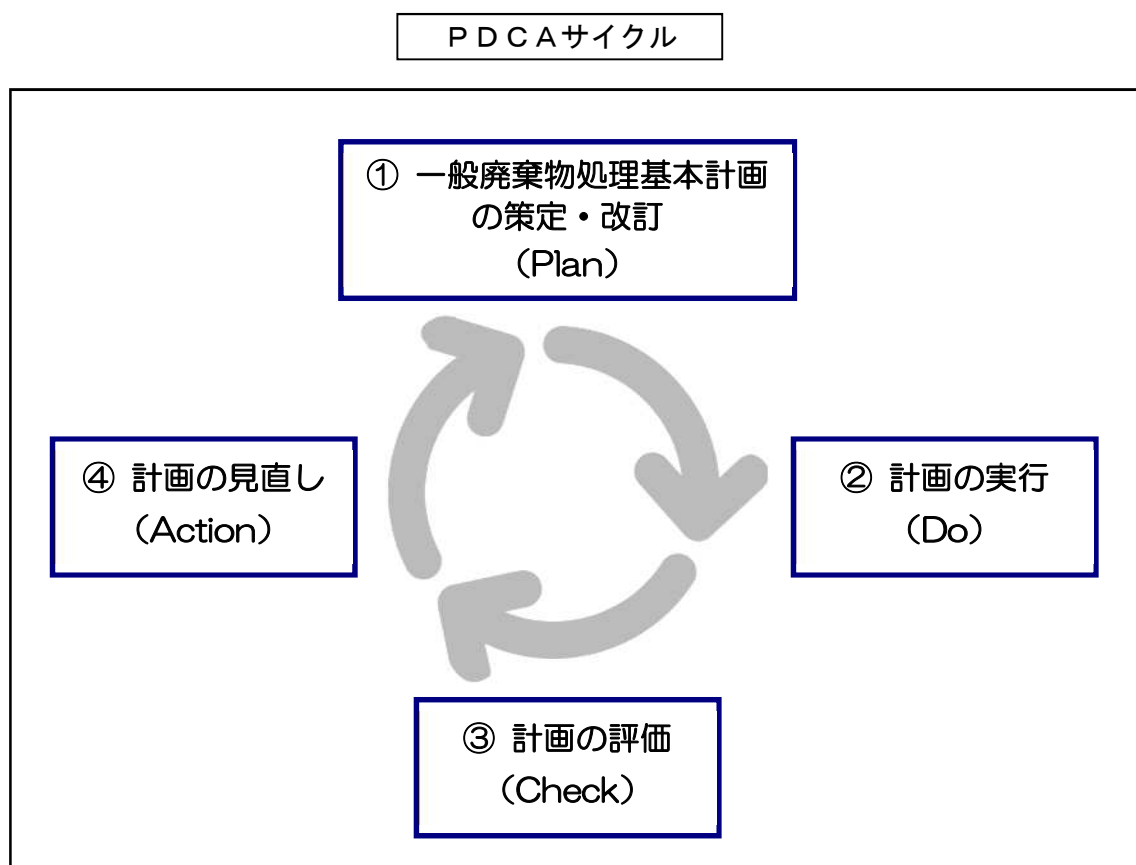 ＰＤＣＡサイクル
① 一般廃棄物処理基本計画
の策定・改訂
（Plan）
② 計画の実行
（Do）
③ 計画の評価
（Check）
④ 計画の見直し
（Action）